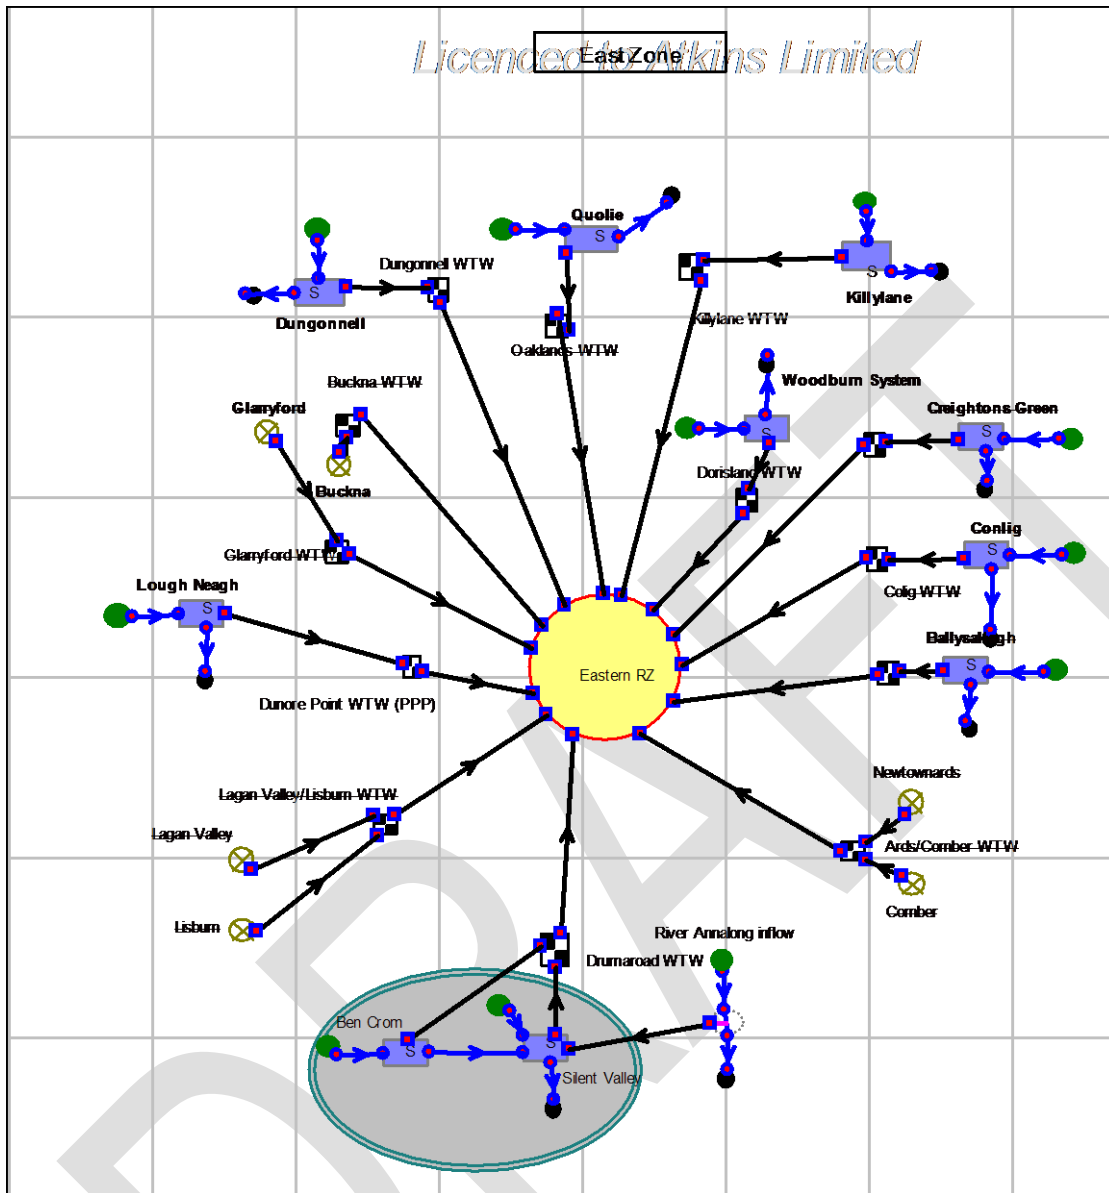 Licenced to Atkins Limited
East Zone
Quolie
Dungonnell WTW
Killylane
Dungonnell
Killylane WTW
Oaklands WTW
Buckna WTW
Woodburn System
Glarryford
Creightons Green
Dorisland WTW
Buckna
Conlig
Glarryford WTW
Lough Neagh
Colig WTW
Ballysallagh
Eastern RZ
Dunore Point WTW (PPP)
Newtownards
Lagan Valley/Lisburn WTW
Lagan Valley
Ards/Comber WTW
Comber
Lisburn
River Annalong inflow
Drumaroad WTW
Ben Crom
Silent Valley
S
S
S
S
S
S
S
S
S
S
DRAFT